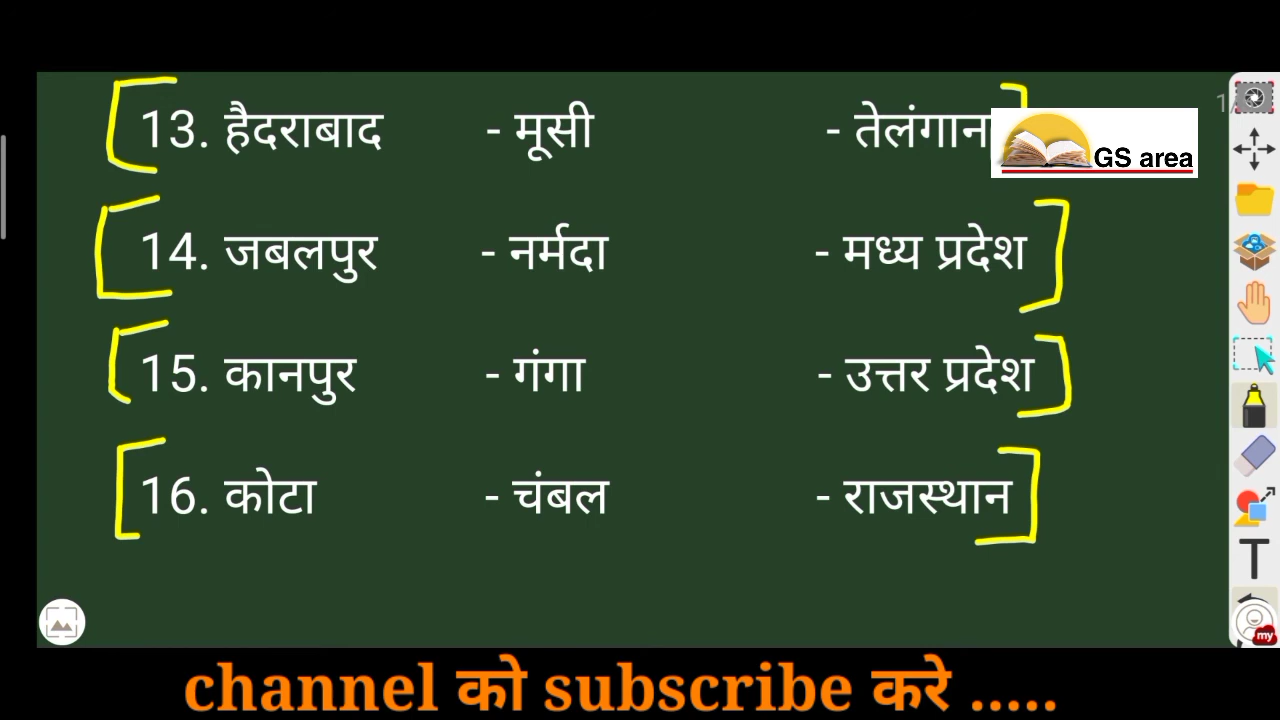 13. हैदराबाद - मूसी - तेलंगान
GS area
14. जबलपुर - नर्मदा - मध्य प्रदेश
15. कानपुर - गंगा - उत्तर प्रदेश
16. कोटा - चंबल - राजस्थान
T
my
channel को subscribe करे .....